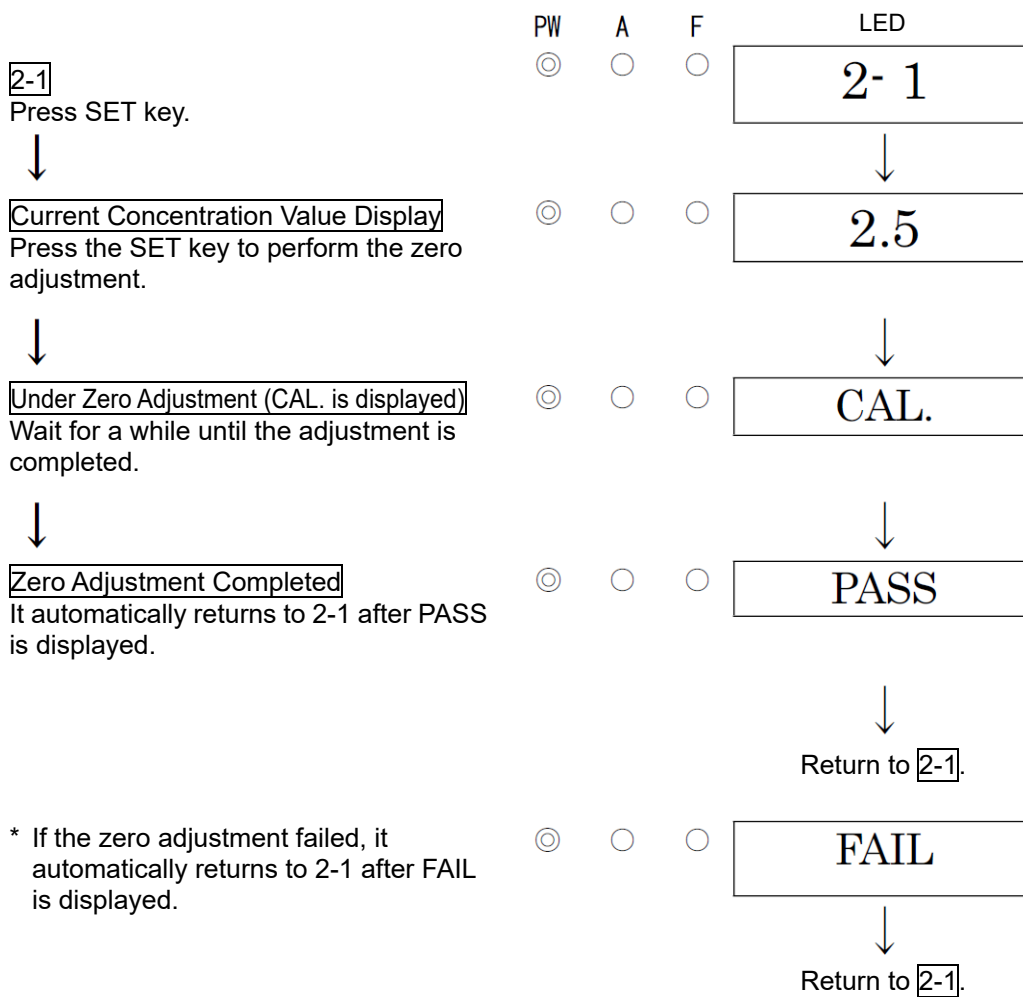 PW A F LED
2-1
Press SET key.
2- 1
Current Concentration Value Display
Press the SET key to perform the zero
adjustment.
2.5
Under Zero Adjustment (CAL. is displayed)
Wait for a while until the adjustment is
completed.
CAL.
Zero Adjustment Completed
It automatically returns to 2-1 after PASS
is displayed.
PASS
Return to 2-1.
* If the zero adjustment failed, it
automatically returns to 2-1 after FAIL
is displayed.
FAIL
Return to 2-1.